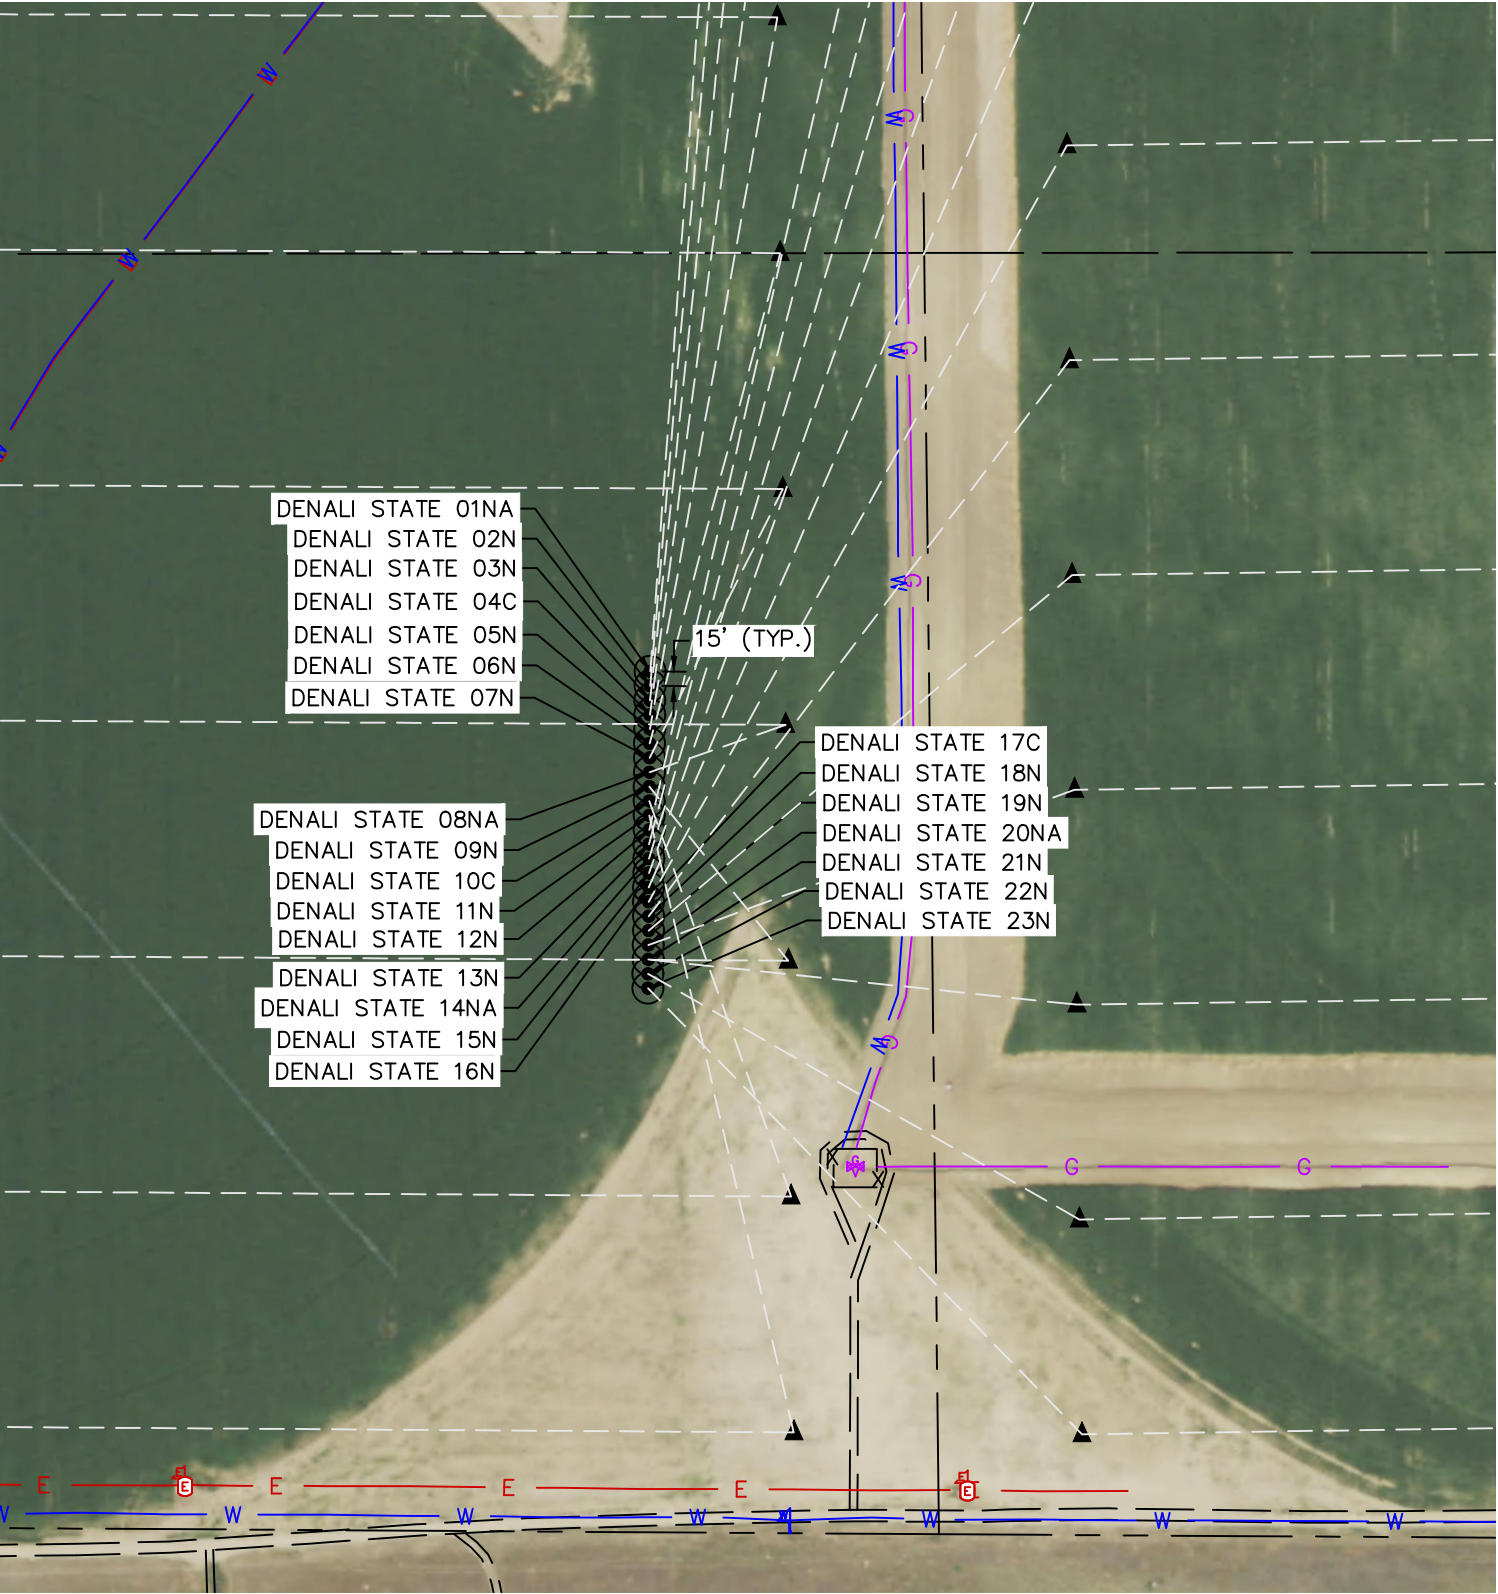 W
W
G
W
W
G
W
DENALI STATE 01NA
DENALI STATE 02N
DENALI STATE 03N
DENALI STATE 04C
DENALI STATE 05N
DENALI STATE 06N
DENALI STATE 07N
W
G
15' (TYP.)
DENALI STATE 08NA
DENALI STATE 09N
DENALI STATE 10C
DENALI STATE 11N
DENALI STATE 12N
DENALI STATE 13N
DENALI STATE 14NA
DENALI STATE 15N
DENALI STATE 16N
DENALI STATE 17C
DENALI STATE 18N
DENALI STATE 19N
DENALI STATE 20NA
DENALI STATE 21N
DENALI STATE 22N
DENALI STATE 23N
W
G
G
G
G
E
E
E
E
E
E
W
W
W
W
W
W
W